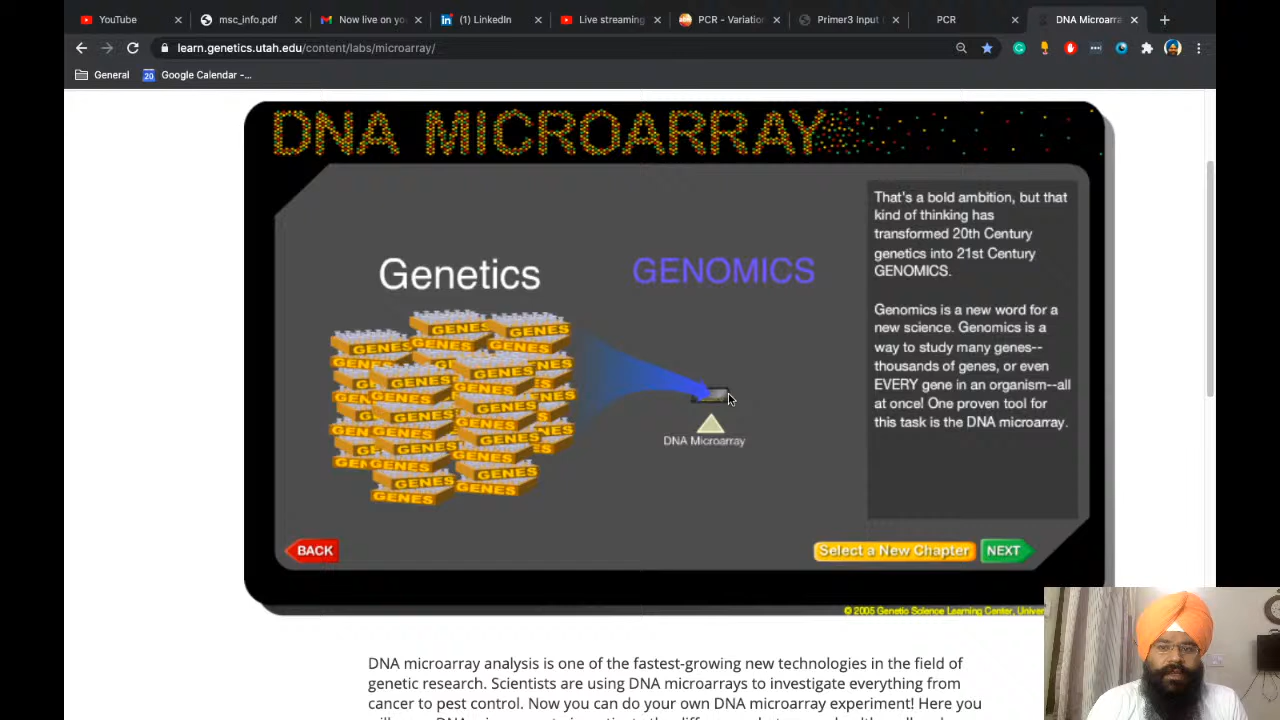 YouTube
msc_info.pdf
Now live on yo
(1) LinkedIn
Live streaming
PCR - Variation
Primer3 Input
PCR
DNA Microarra
learn.genetics.utah.edu/content/labs/microarray/
General
Google Calendar -...
DNA MICROARRAY
Genetics
GENOMICS
GENES
DNA Microarray
That's a bold ambition, but that
kind of thinking has
transformed 20th Century
genetics into 21st Century
GENOMICS.
Genomics is a new word for a
new science. Genomics is a
way to study many genes--
thousands of genes, or even
EVERY gene in an organism--all
at once! One proven tool for
this task is the DNA microarray.
BACK
Select a New Chapter
NEXT
© 2005 Genetic Science Learning Center, Univer
DNA microarray analysis is one of the fastest-growing new technologies in the field of
genetic research. Scientists are using DNA microarrays to investigate everything from
cancer to pest control. Now you can do your own DNA microarray experiment! Here you